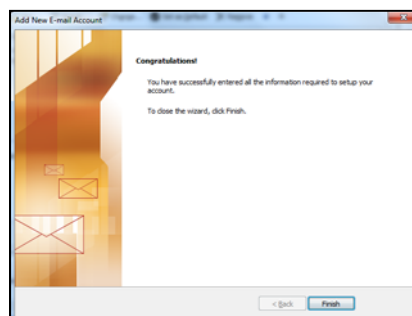 Add New E-mail Account
Congratulations!
You have successfully entered all the information required to setup your
account.
To close the wizard, click Finish.
< Back
Finish